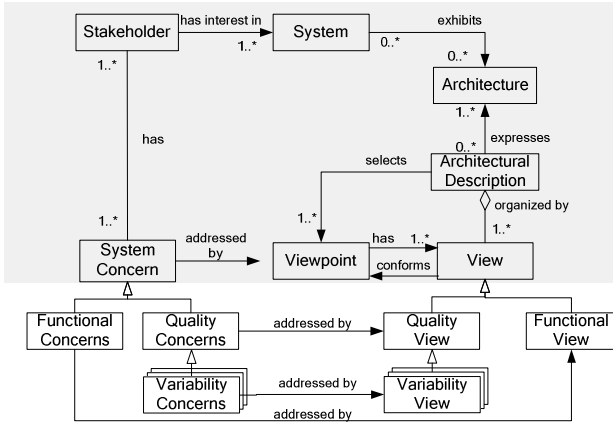 Stakeholder
has interest in
1..*
System
0..*
exhibits
0..*
1..*
Architecture
1..*
has
expresses
0..*
selects
Architectural
Description
organized by
1..*
1..*
1..*
System
Concern
addressed
by
Viewpoint
has
1..*
conforms
View
Functional
Concerns
Quality
Concerns
addressed by
Quality
View
Functional
View
Variability
Concerns
addressed by
Variability
View
addressed by